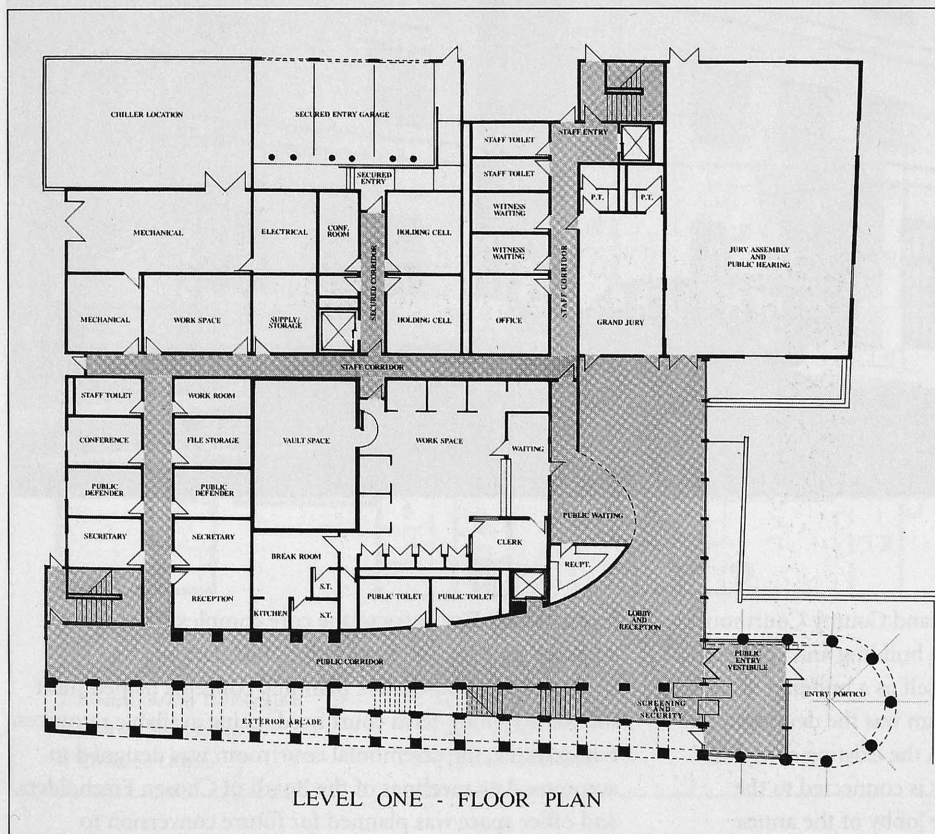 CHILLER LOCATION
SECURED ENTRY GARAGE
SECURED
ENTRY
STAFF TOILET
STAFF TOILET
STAFF ENTRY
P.T.
P.T.
MECHANICAL
ELECTRICAL
CONF.
ROOM
SECURED CORRIDOR
HOLDING CELL
WITNESS
WAITING
WITNESS
WAITING
STAFF CORRIDOR
JURY ASSEMBLY
AND
PUBLIC HEARING
MECHANICAL
WORK SPACE
SUPPLY/
STORAGE
HOLDING CELL
OFFICE
GRAND JURY
STAFF CORRIDOR
STAFF TOILET
WORK ROOM
CONFERENCE
FILE STORAGE
VAULT SPACE
WORK SPACE
WAITING
PUBLIC
DEFENDER
PUBLIC
DEFENDER
PUBLIC WAITING
SECRETARY
SECRETARY
BREAK ROOM
CLERK
RECPT.
RECEPTION
S.T.
KITCHEN
S.T.
PUBLIC TOILET
PUBLIC TOILET
LOBBY
AND
RECEPTION
PUBLIC CORRIDOR
PUBLIC
ENTRY
VESTIBULE
ENTRY PORTICO
SCREENING
AND
SECURITY
EXTERIOR ARCADE
LEVEL ONE - FLOOR PLAN